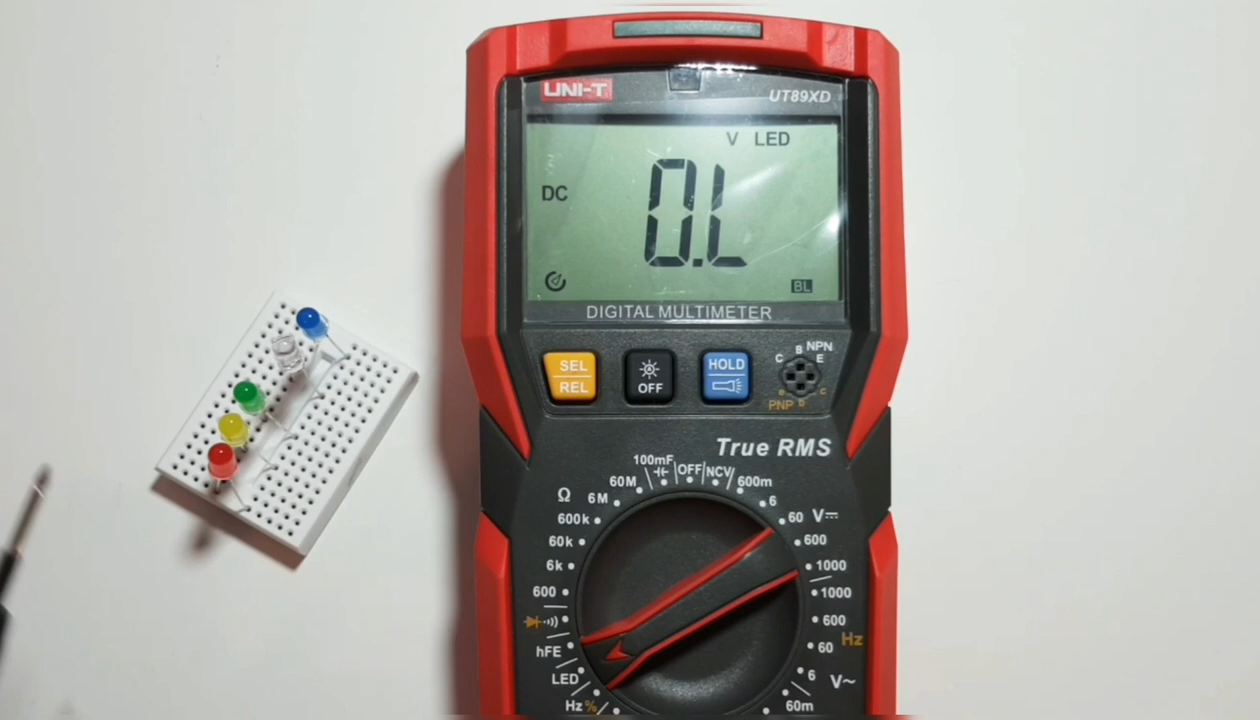 UNI-T
UT89XD
V LED
DC
0.L
BL
DIGITAL MULTIMETER
SEL
REL
OFF
HOLD
NPN
B
C
E
e
c
PNP
b
True RMS
100mF
OFF
NCV
600m
60M
6
Ω
6M
60
V
600k
600
60k
1000
6k
1000
600
600
Hz
60
hFE
LED
6
V~
Hz%
60m